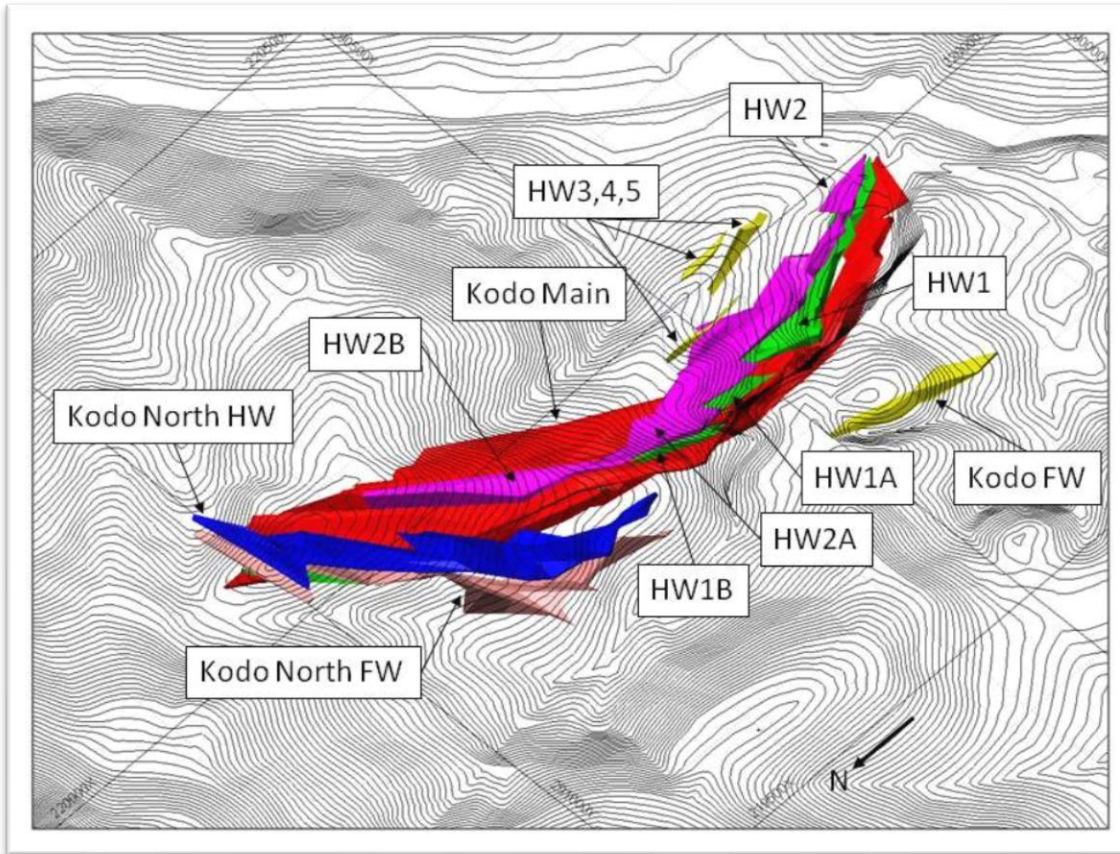 HW2
HW3,4,5
HW1
Kodo Main
HW2B
Kodo North HW
HW1A
Kodo FW
HW2A
HW1B
Kodo North FW
N